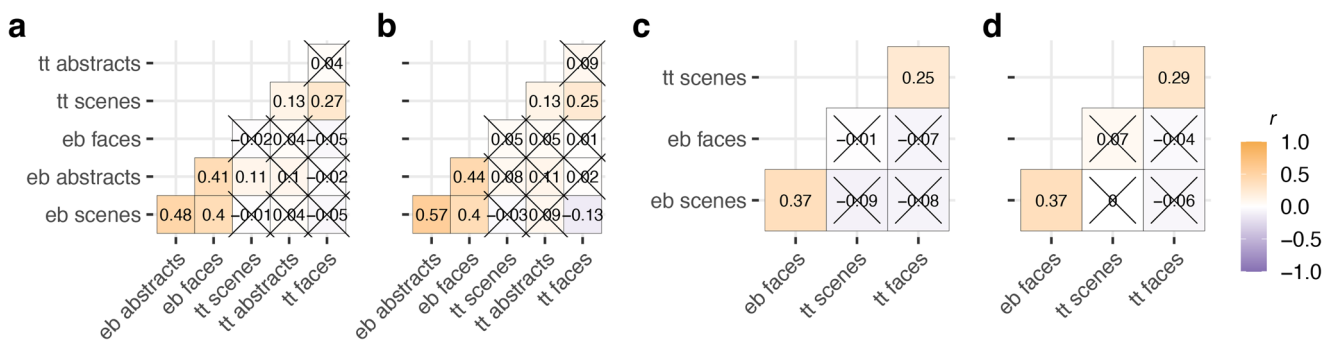 a
b
c
d
tt abstracts
tt scenes
eb faces
eb abstracts
eb scenes
0.04
0.13 0.27
−0.02 0.04 −0.05
0.41 0.11 0.1 −0.02
0.48 0.4 −0.01 0.04 −0.05
eb abstracts
eb faces
tt scenes
tt abstracts
tt faces
0.09
0.13 0.25
0.05 0.05 0.01
0.44 0.08 0.11 0.02
0.57 0.4 −0.03 0.09 −0.13
eb abstracts
eb faces
tt scenes
tt abstracts
tt faces
tt scenes
eb faces
eb scenes
0.25
−0.01 −0.07
0.37 −0.09 −0.08
eb faces
tt scenes
tt faces
0.29
0.07 −0.04
0.37 0 −0.06
eb faces
tt scenes
tt faces
r
1.0
0.5
0.0
−0.5
−1.0